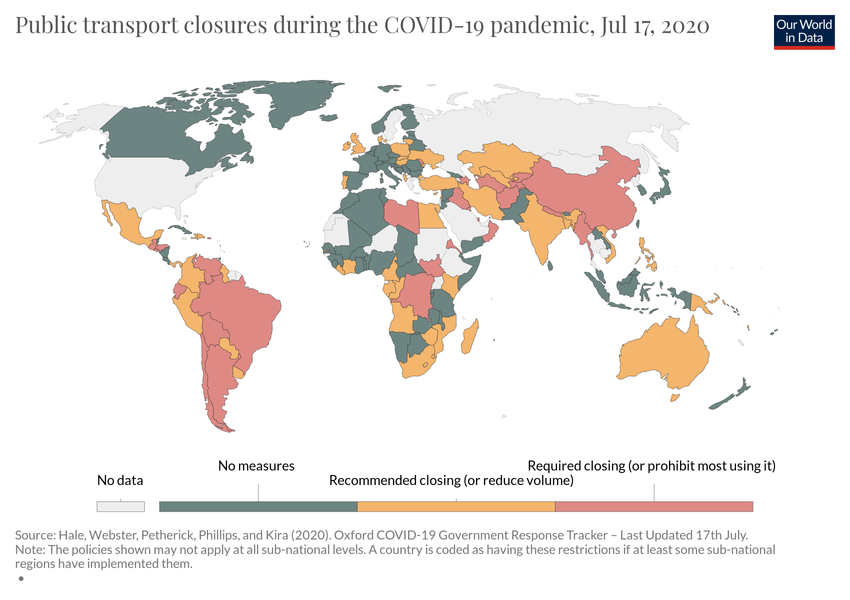 Public transport closures during the COVID-19 pandemic, Jul 17, 2020
Our World
in Data
No data
No measures
Recommended closing (or reduce volume)
Required closing (or prohibit most using it)
Source: Hale, Webster, Petherick, Phillips, and Kira (2020). Oxford COVID-19 Government Response Tracker – Last Updated 17th July.
Note: The policies shown may not apply at all sub-national levels. A country is coded as having these restrictions if at least some sub-national
regions have implemented them.